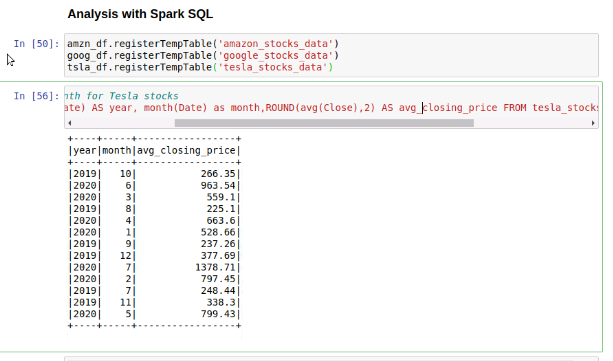 Analysis with Spark SQL
In [50]: amzn_df.registerTempTable('amazon_stocks_data')
goog_df.registerTempTable('google_stocks_data')
tsla_df.registerTempTable('tesla_stocks_data')
In [56]: nth for Tesla stocks
ate) AS year, month(Date) as month,ROUND(avg(Close),2) AS avg_closing_price FROM tesla_stocks
+----+-----+-----------------+
|year|month|avg_closing_price|
+----+-----+-----------------+
|2019|   10|           266.35|
|2020|    6|           963.54|
|2020|    3|            559.1|
|2019|    8|            225.1|
|2020|    4|            663.6|
|2020|    1|           528.66|
|2019|    9|           237.26|
|2019|   12|           377.69|
|2020|    7|          1378.71|
|2020|    2|           797.45|
|2019|    7|           248.44|
|2019|   11|            338.3|
|2020|    5|           799.43|
+----+-----+-----------------+